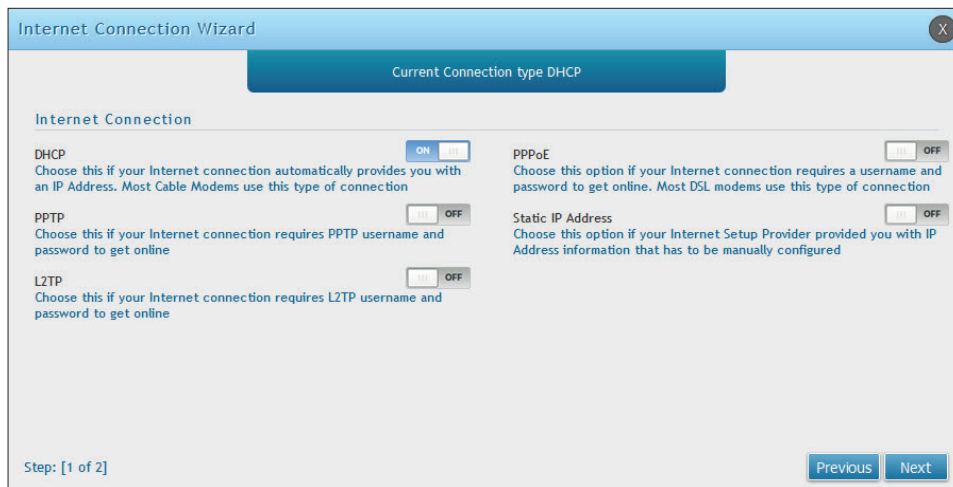 Internet Connection Wizard
X
Current Connection type DHCP
Internet Connection
DHCP
ON
Choose this if your Internet connection automatically provides you with
an IP Address. Most Cable Modems use this type of connection
PPTP
OFF
Choose this if your Internet connection requires PPTP username and
password to get online
L2TP
OFF
Choose this if your Internet connection requires L2TP username and
password to get online
PPPoE
OFF
Choose this option if your Internet connection requires a username and
password to get online. Most DSL modems use this type of connection
Static IP Address
OFF
Choose this option if your Internet Setup Provider provided you with IP
Address information that has to be manually configured
Step: [1 of 2]
Previous
Next